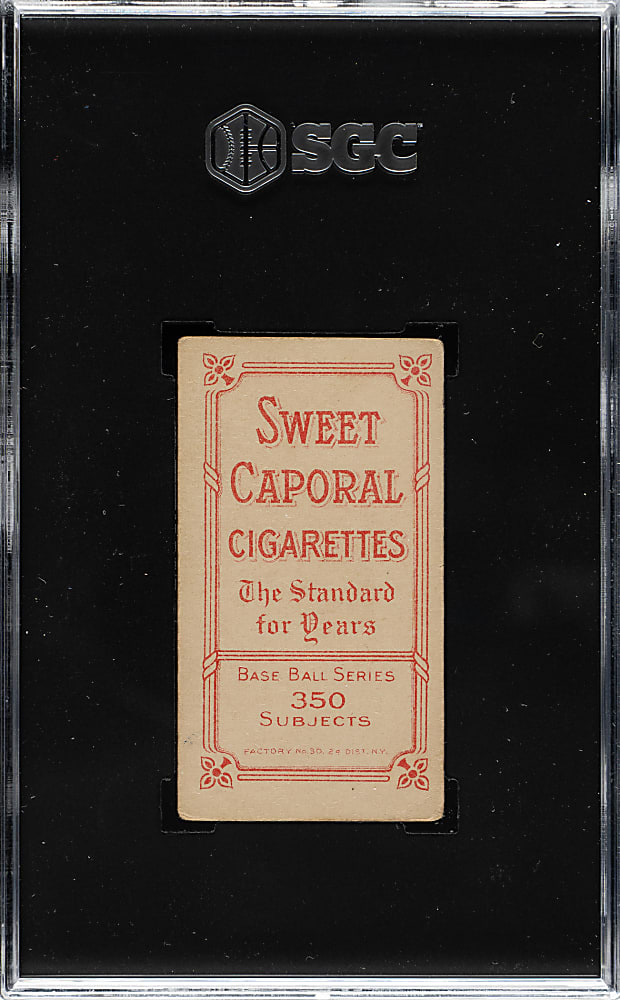 SGC
SWEET
CAPORAL
CIGARETTES
The Standard
for Years
BASE BALL SERIES
350
SUBJECTS
FACTORY No. 30, 2d DIST. N.Y.